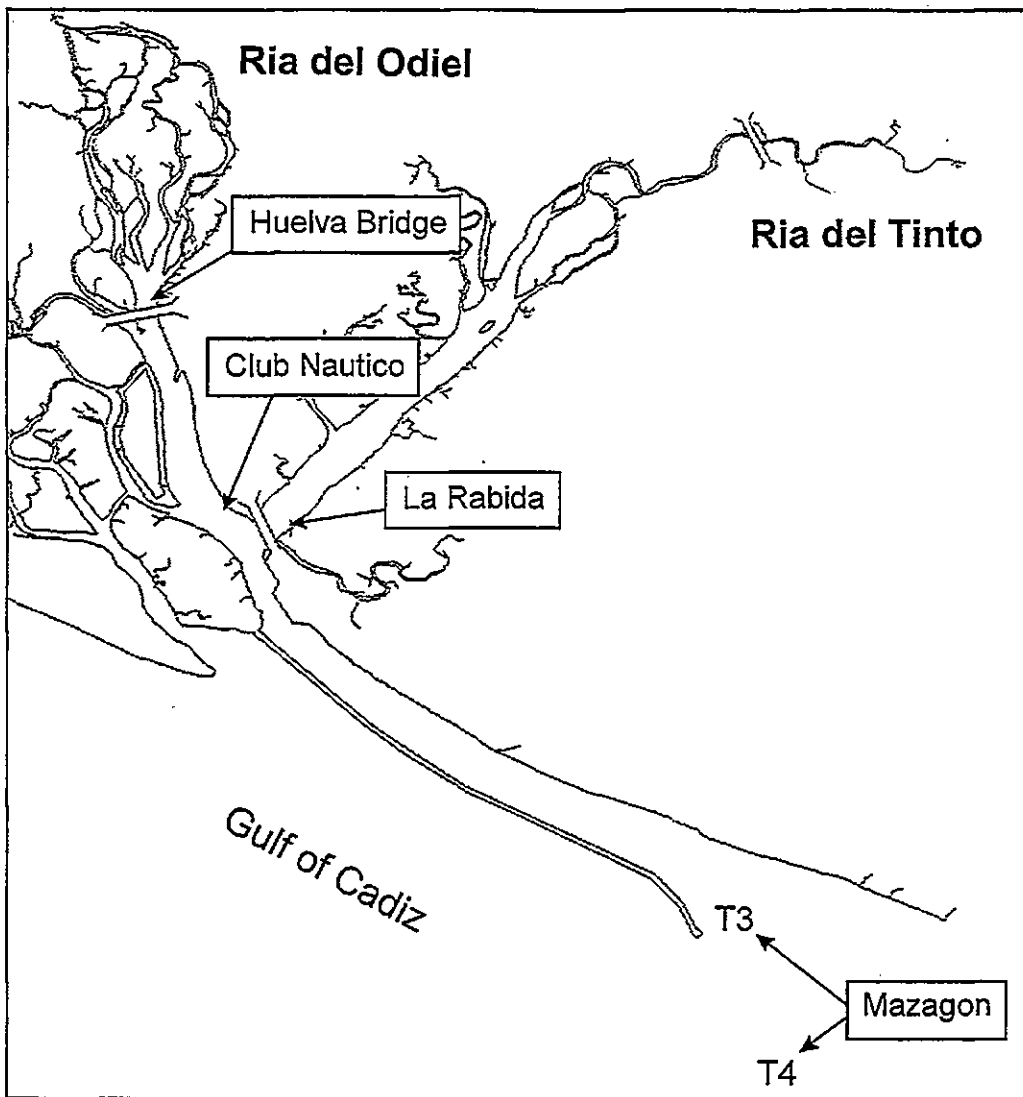 Ria del Odiel
Huelva Bridge
Ria del Tinto
Club Nautico
La Rabida
Gulf of Cadiz
T3
Mazagon
T4